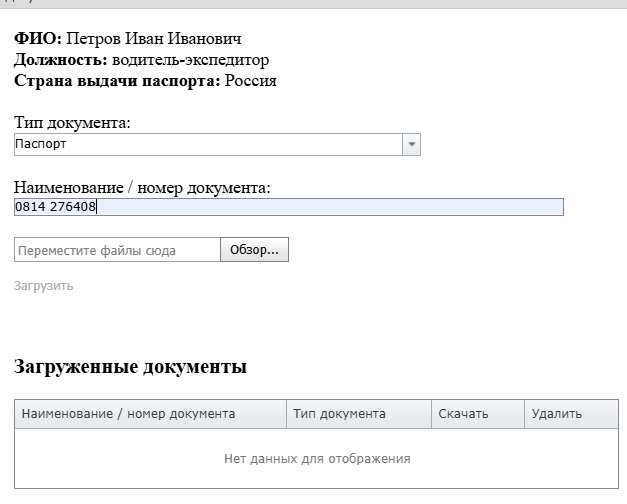 ФИО: Петров Иван Иванович
Должность: водитель-экспедитор
Страна выдачи паспорта: Россия
Тип документа:
Паспорт
Наименование / номер документа:
0814 276408
Переместите файлы сюда Обзор...
Загрузить
Загруженные документы
Наименование / номер документа Тип документа Скачать Удалить
Нет данных для отображения